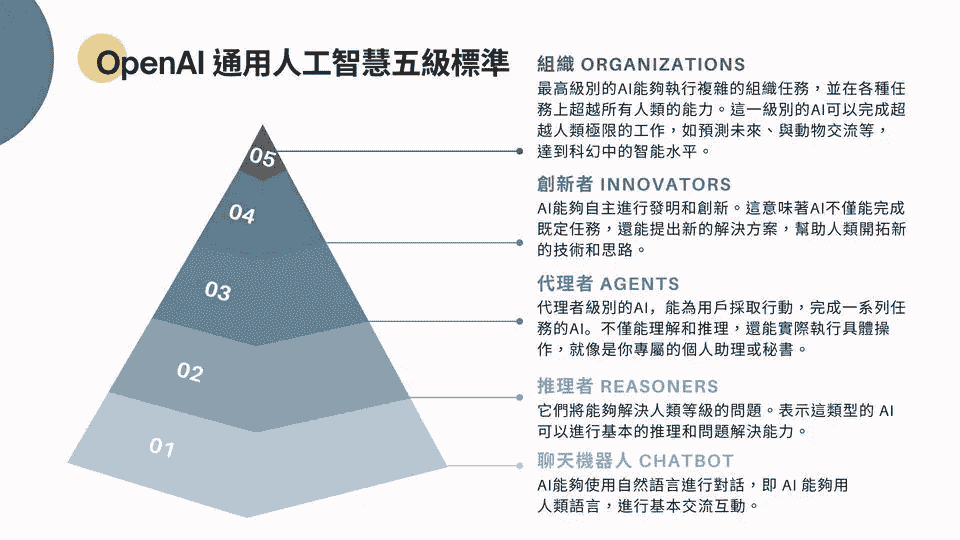 OpenAI 通用人工智慧五級標準
組織 ORGANIZATIONS
最高級別的AI能夠執行複雜的組織任務，並在各種任
務上超越所有人類的能力。這一級別的AI可以完成超
越人類極限的工作，如預測未來、與動物交流等，
達到科幻中的智能水平。
05
創新者 INNOVATORS
AI能夠自主進行發明和創新。這意味著AI不僅能完成
既定任務，還能提出新的解決方案，幫助人類開拓新
的技術和思路。
04
代理者 AGENTS
代理者級別的AI，能為用戶採取行動，完成一系列任
務的AI。不僅能理解和推理，還能實際執行具體操
作，就像是你專屬的個人助理或秘書。
03
推理者 REASONERS
它們將能夠解決人類等級的問題。表示這類型的 AI
可以進行基本的推理和問題解決能力。
02
聊天機器人 CHATBOT
AI能夠使用自然語言進行對話，即 AI 能夠用
人類語言，進行基本交流互動。
01